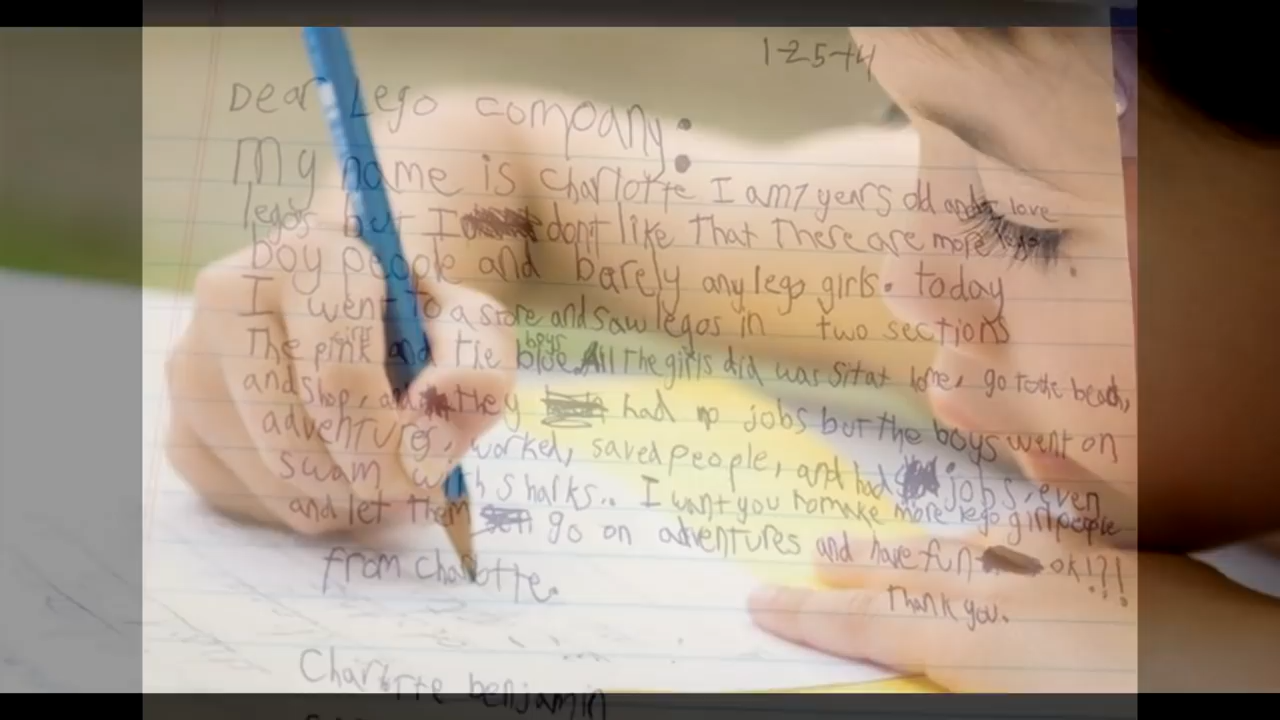 1-25-14
Dear Lego company:
My name is Charlotte I am 7 years old and I love
legos but I don't like that there are more lego
boy people and barely any lego girls. today
I went to a store and saw legos in two sections
The pink girls and the blue boys. All the girls did was sit at home, go to the beach,
and shop, and they had no jobs but the boys went on
adventures, worked, saved people, and had jobs, even
swam with sharks.. I want you to make more lego girl people
and let them go on adventures and have fun ok!?!
from Charlotte. Thank you.
Charlotte benjamin